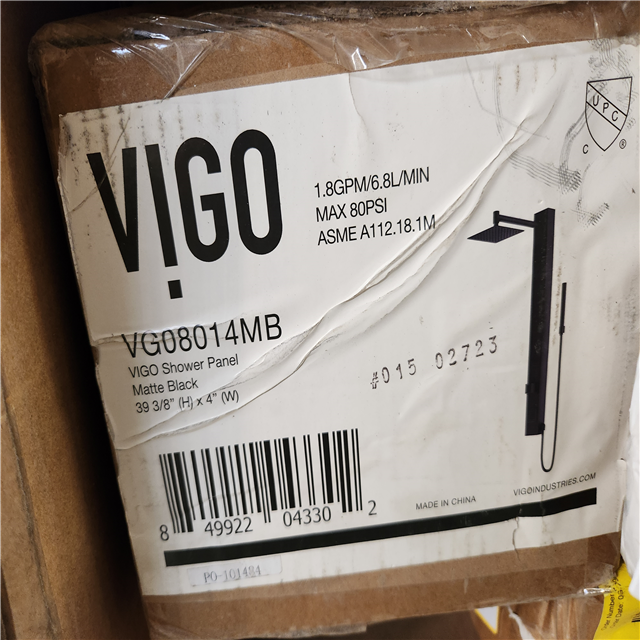 VIGO
1.8GPM/6.8L/MIN
MAX 80PSI
ASME A112.18.1M
UPC
C ®
VG08014MB
VIGO Shower Panel
Matte Black
39 3/8" (H) x 4" (W)
#015 02723
8 49922 04330 2
MADE IN CHINA
VIGOINDUSTRIES.COM
PO-101484